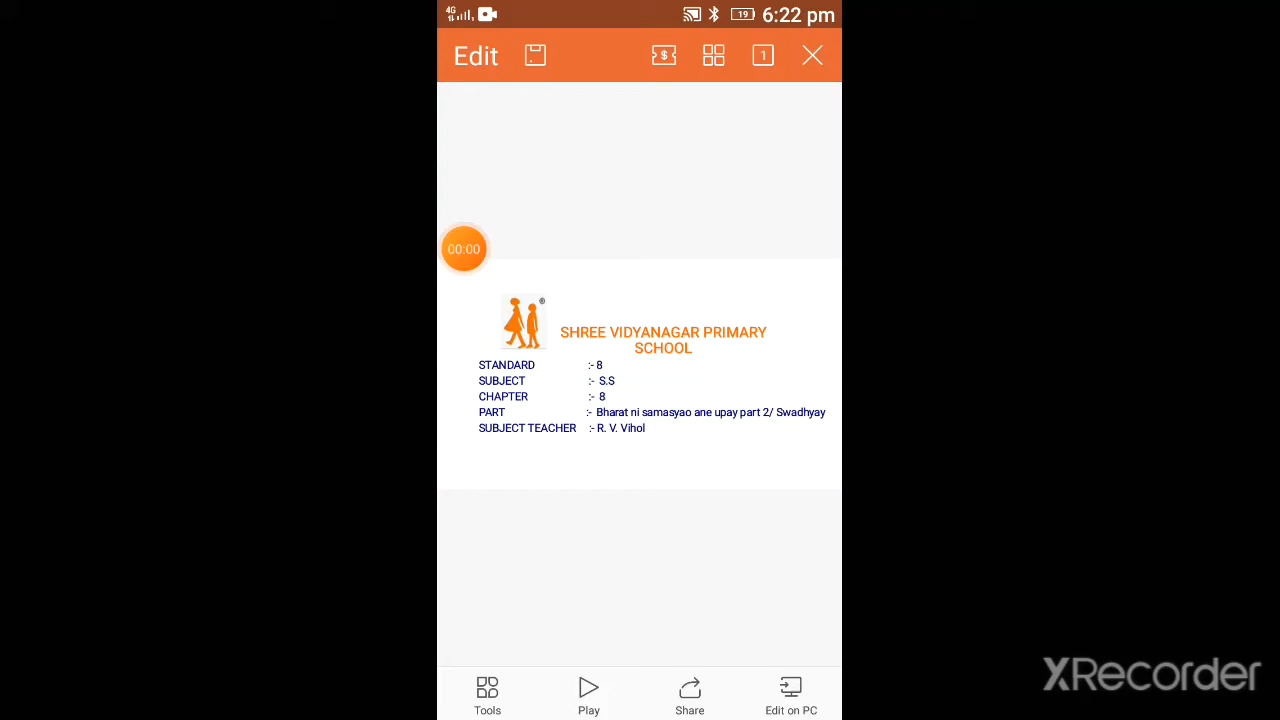 4G 19 6:22 pm
Edit $ 1
00:00
®
SHREE VIDYANAGAR PRIMARY
SCHOOL
STANDARD :- 8
SUBJECT :- S.S
CHAPTER :- 8
PART :- Bharat ni samasyao ane upay part 2/ Swadhyay
SUBJECT TEACHER :- R. V. Vihol
Tools Play Share Edit on PC
XRecorder